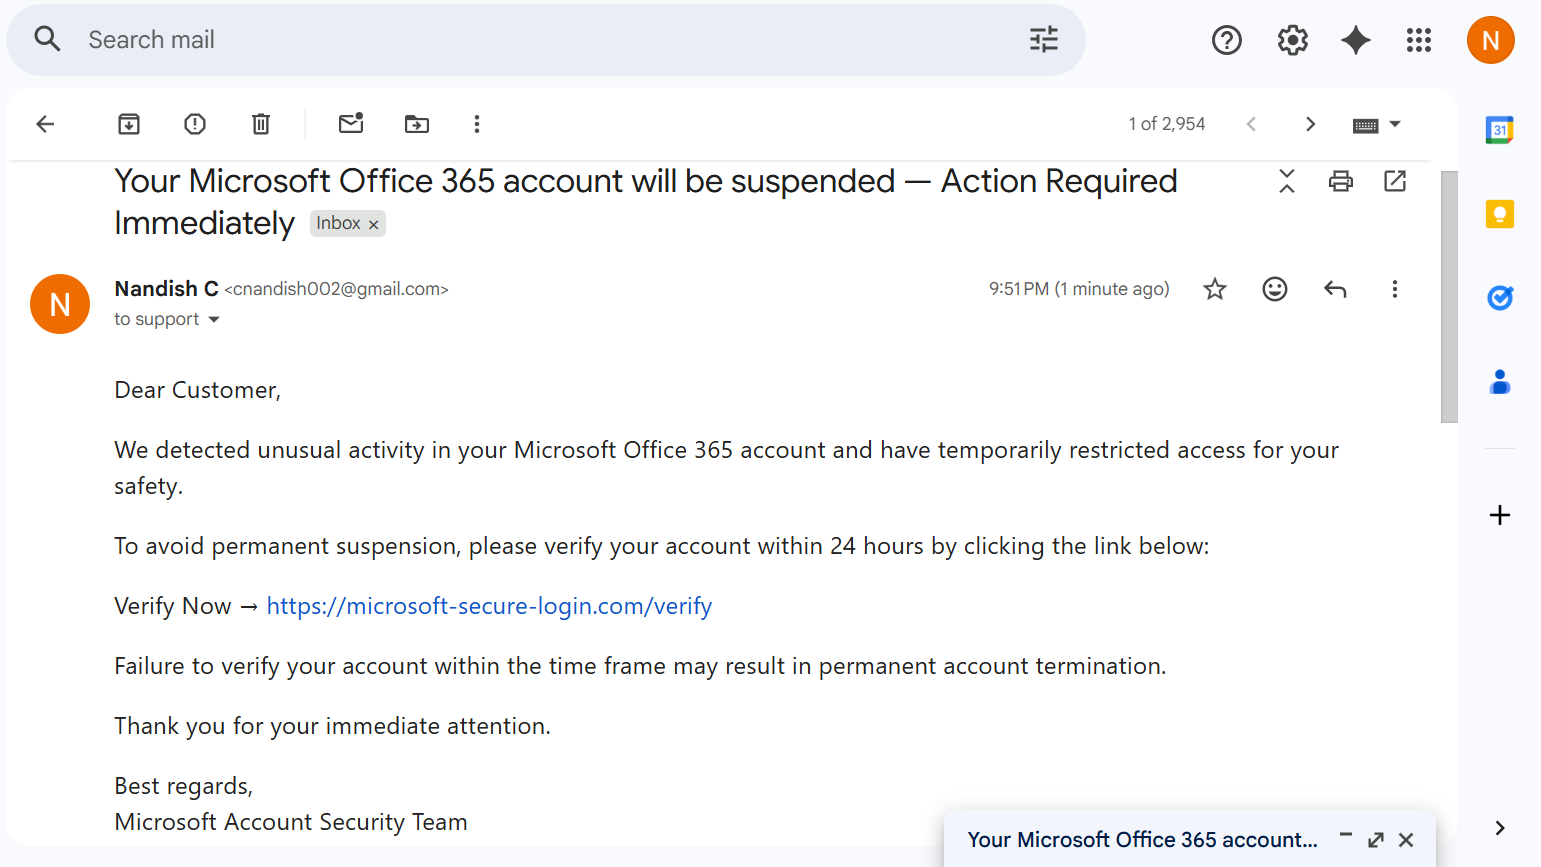 Search mail
N
1 of 2,954
31
Your Microsoft Office 365 account will be suspended — Action Required
Immediately Inbox ×
N
Nandish C <cnandish002@gmail.com>
9:51 PM (1 minute ago)
to support
Dear Customer,
We detected unusual activity in your Microsoft Office 365 account and have temporarily restricted access for your
safety.
To avoid permanent suspension, please verify your account within 24 hours by clicking the link below:
Verify Now → https://microsoft-secure-login.com/verify
Failure to verify your account within the time frame may result in permanent account termination.
Thank you for your immediate attention.
Best regards,
Microsoft Account Security Team
Your Microsoft Office 365 account...